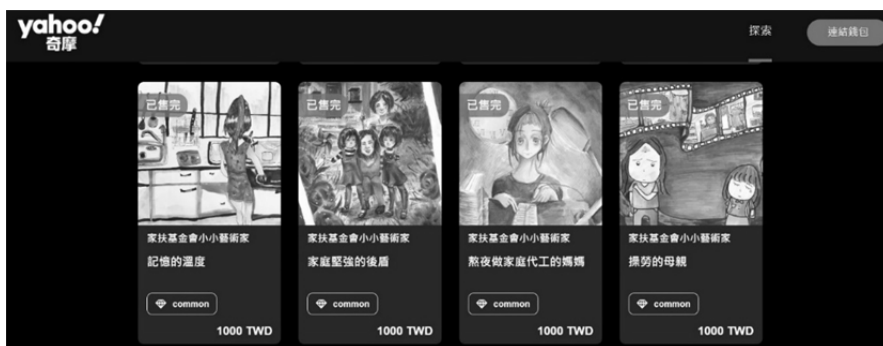 yahoo!
奇摩
探索
連結錢包
已售完
已售完
已售完
已售完
家扶基金會小小藝術家
家扶基金會小小藝術家
家扶基金會小小藝術家
家扶基金會小小藝術家
記憶的溫度
家庭堅強的後盾
熬夜做家庭代工的媽媽
操勞的母親
common
common
common
common
1000 TWD
1000 TWD
1000 TWD
1000 TWD